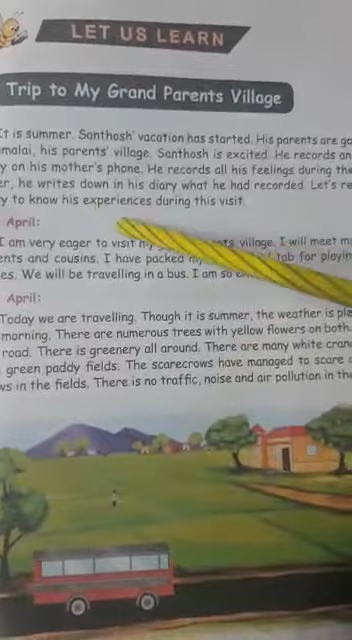 LET US LEARN
Trip to My Grand Parents Village
It is summer. Santhosh' vacation has started. His parents are
malai, his parents' village. Santhosh is excited. He records
y on his mother's phone. He records all his feelings during
er, he writes down in his diary what he had recorded. Let's re
y to know his experiences during this visit.
April:
I am very eager to visit village. I will meet m
ents and cousins. I have packed tab for playin
es. We will be travelling in a bus. I am so
April:
Today we are travelling. Though it is summer, the weather is ple
morning. There are numerous trees with yellow flowers on both
road. There is greenery all around. There are many white cran
green paddy fields. The scarecrows have managed to scare
ws in the fields. There is no traffic, noise and air pollution in